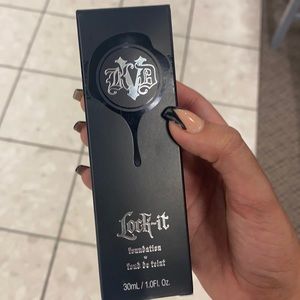 KVD
Lock-it
foundation
fond de teint
30mL / 1.0Fl. Oz.